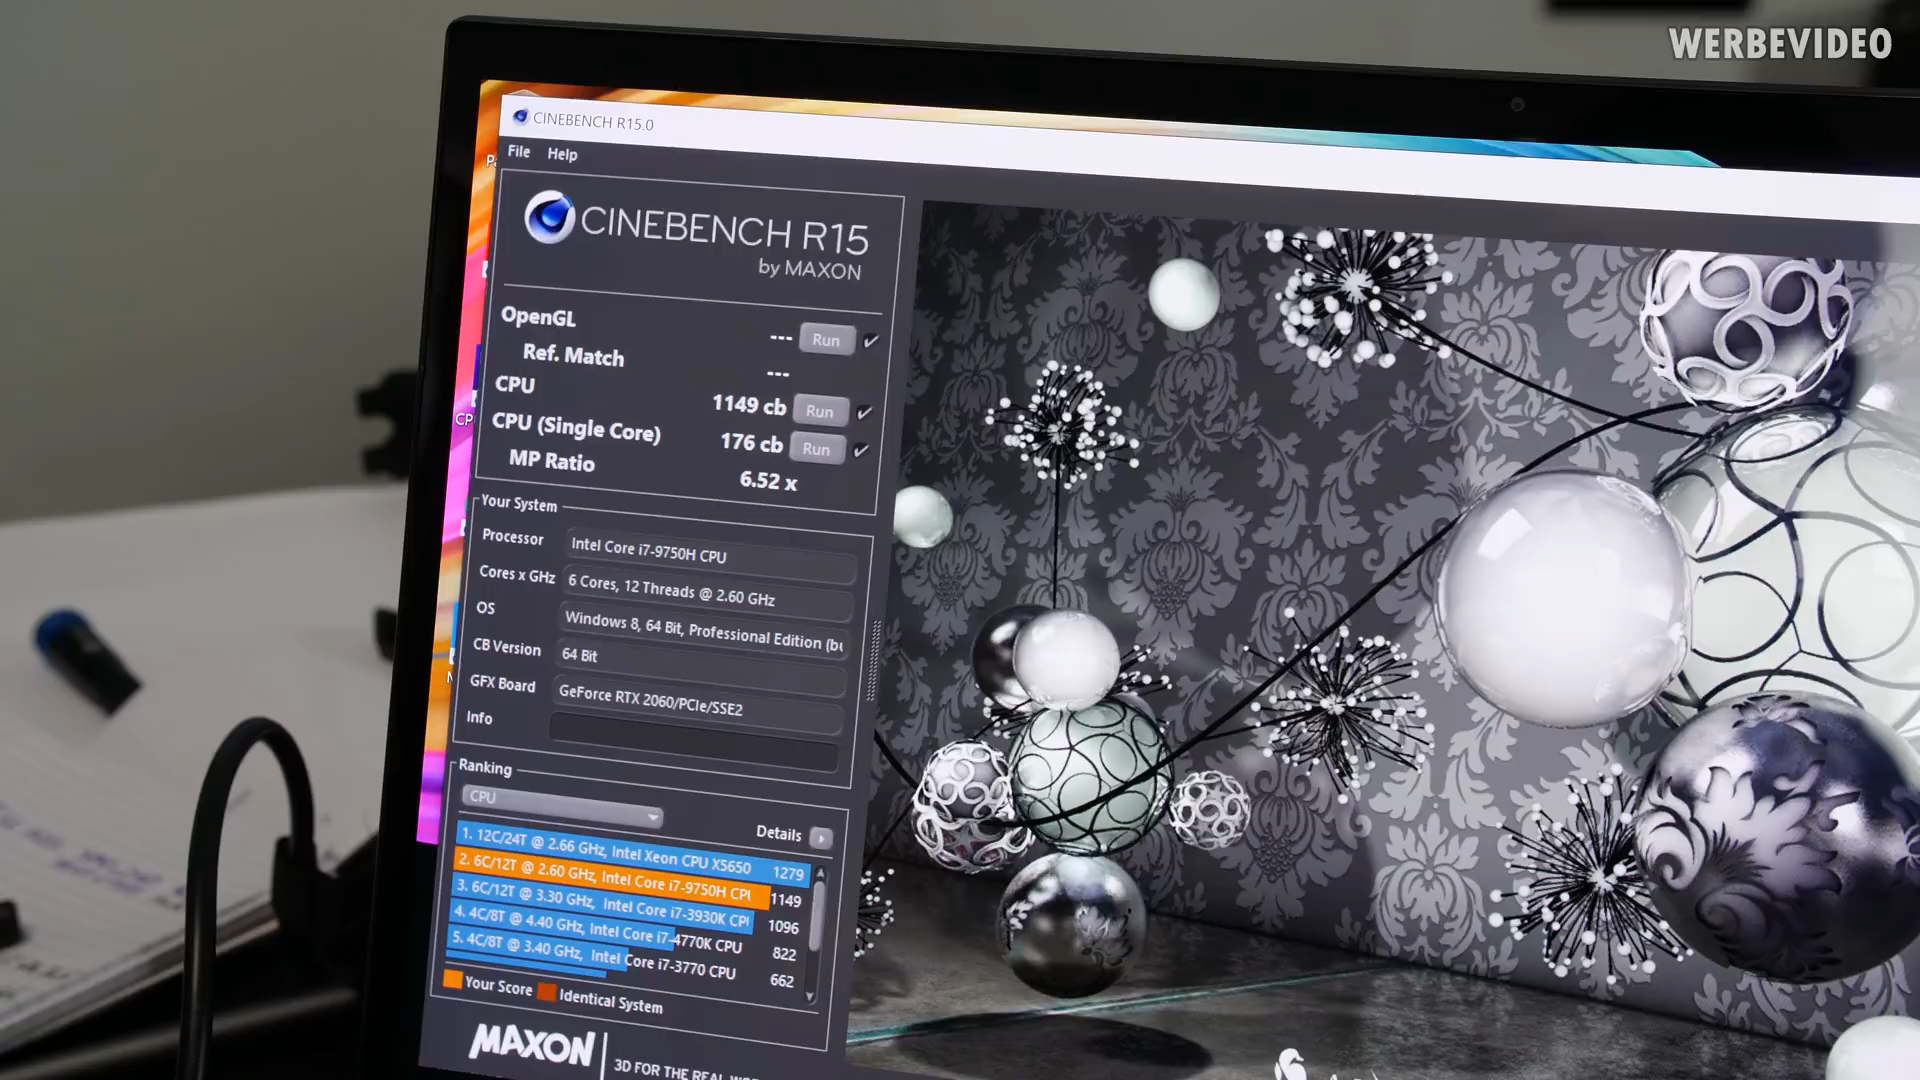 WERBEVIDEO
CINEBENCH R15.0
File Help
CINEBENCH R15
by MAXON
OpenGL --- Run
Ref. Match ---
CPU 1149 cb Run
CPU (Single Core) 176 cb Run
MP Ratio 6.52 x
Your System
Processor Intel Core i7-9750H CPU
Cores x GHz 6 Cores, 12 Threads @ 2.60 GHz
OS Windows 8, 64 Bit, Professional Edition (bu
CB Version 64 Bit
GFX Board GeForce RTX 2060/PCIe/SSE2
Info
Ranking
CPU
Details
1. 12C/24T @ 2.66 GHz, Intel Xeon CPU X5650 1279
2. 6C/12T @ 2.60 GHz, Intel Core i7-9750H CPU 1149
3. 6C/12T @ 3.30 GHz, Intel Core i7-3930K CPU 1096
4. 4C/8T @ 4.40 GHz, Intel Core i7-4770K CPU 822
5. 4C/8T @ 3.40 GHz, Intel Core i7-3770 CPU 662
Your Score Identical System
MAXON 3D FOR THE REAL